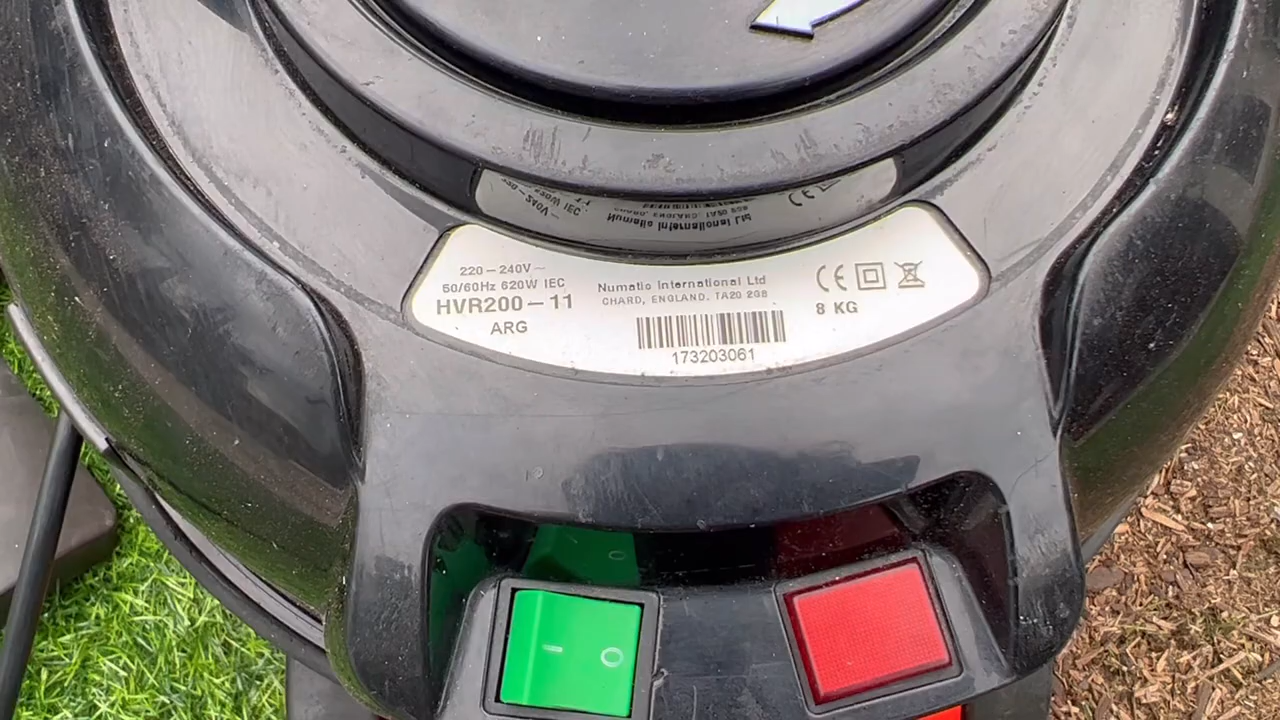 220-240V~
50/60Hz 620W IEC
HVR200-11
ARG
Numatic International Ltd
CHARD, ENGLAND. TA20 2GB
173203061
CE
8 KG